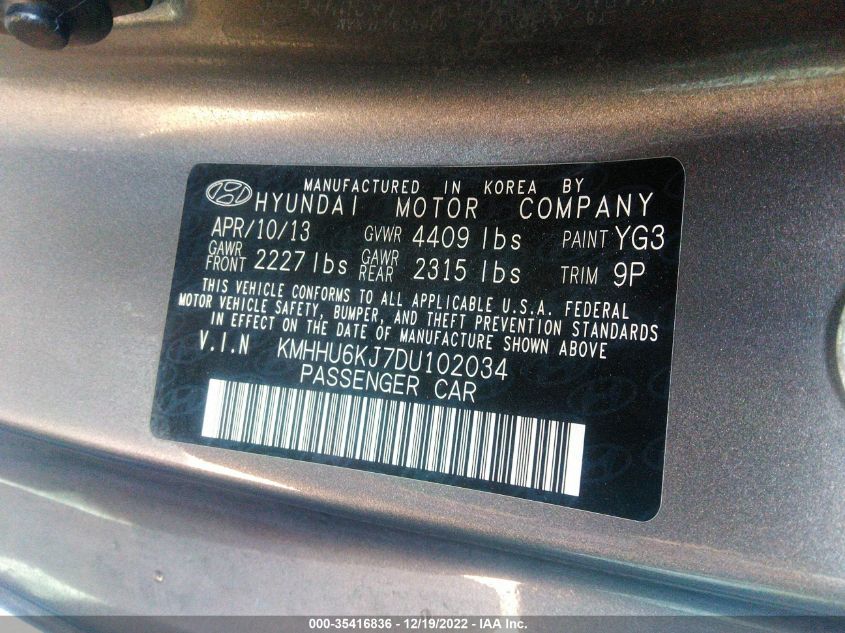 MANUFACTURED IN KOREA BY
HYUNDAI MOTOR COMPANY
APR/10/13 GVWR 4409 lbs PAINT YG3
GAWR FRONT 2227 lbs GAWR REAR 2315 lbs TRIM 9P
THIS VEHICLE CONFORMS TO ALL APPLICABLE U.S.A. FEDERAL
MOTOR VEHICLE SAFETY, BUMPER, AND THEFT PREVENTION STANDARDS
IN EFFECT ON THE DATE OF MANUFACTURE SHOWN ABOVE
V.I.N KMHHU6KJ7DU102034
PASSENGER CAR
000-35416836 - 12/19/2022 - IAA Inc.